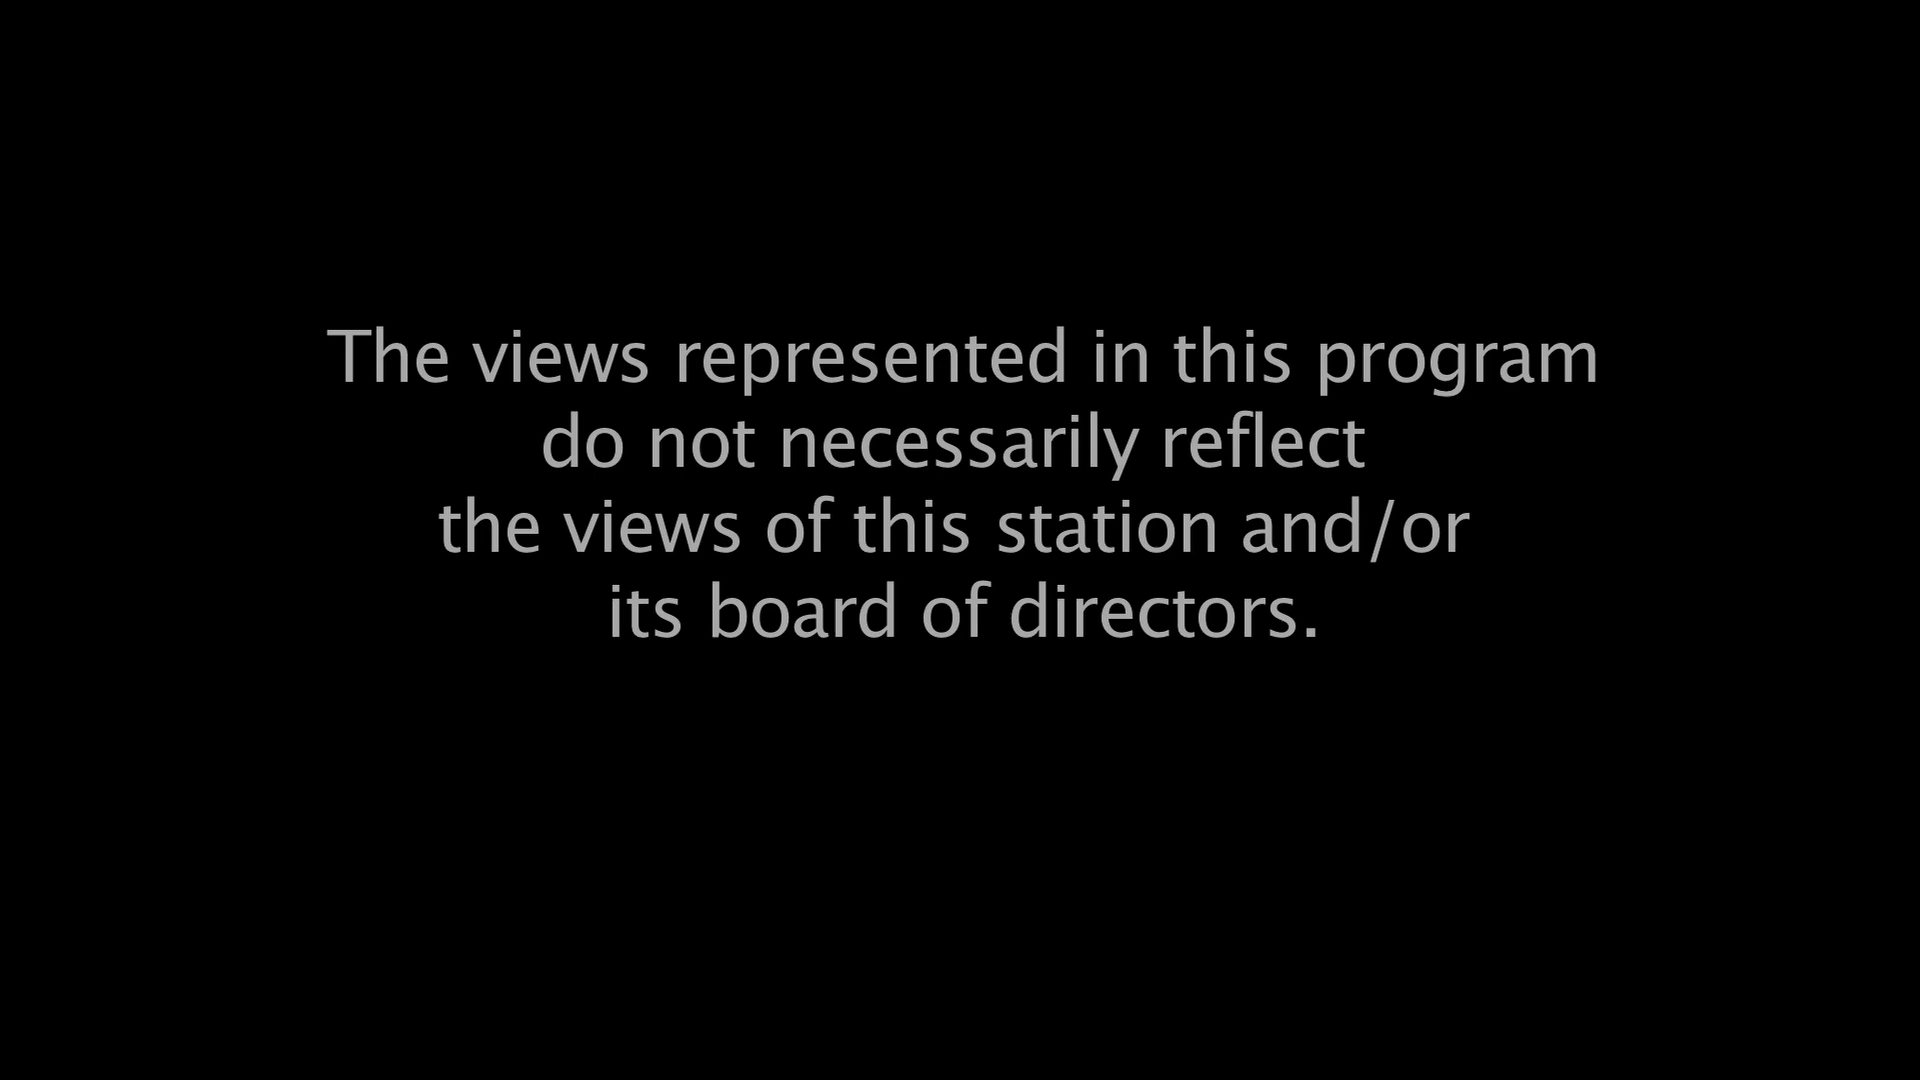 The views represented in this program
do not necessarily reflect
the views of this station and/or
its board of directors.